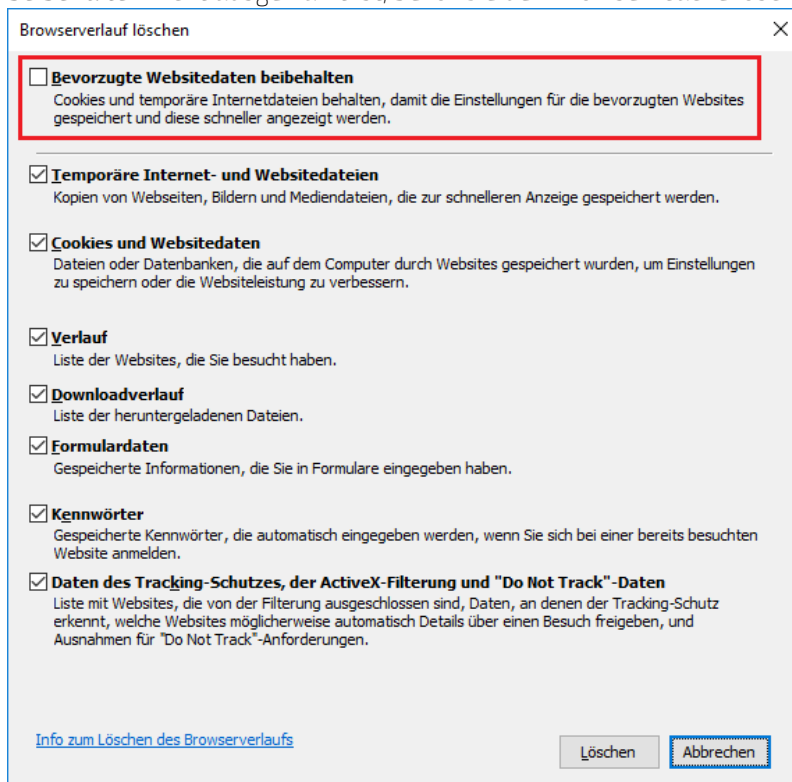 Browserverlauf löschen
Bevorzugte Websitedaten beibehalten
Cookies und temporäre Internetdateien behalten, damit die Einstellungen für die bevorzugten Websites
gespeichert und diese schneller angezeigt werden.
Temporäre Internet- und Websitedateien
Kopien von Webseiten, Bildern und Mediendateien, die zur schnelleren Anzeige gespeichert werden.
Cookies und Websitedaten
Dateien oder Datenbanken, die auf dem Computer durch Websites gespeichert wurden, um Einstellungen
zu speichern oder die Websiteleistung zu verbessern.
Verlauf
Liste der Websites, die Sie besucht haben.
Downloadverlauf
Liste der heruntergeladenen Dateien.
Formulardaten
Gespeicherte Informationen, die Sie in Formulare eingegeben haben.
Kennwörter
Gespeicherte Kennwörter, die automatisch eingegeben werden, wenn Sie sich bei einer bereits besuchten
Website anmelden.
Daten des Tracking-Schutzes, der ActiveX-Filterung und "Do Not Track"-Daten
Liste mit Websites, die von der Filterung ausgeschlossen sind, Daten, an denen der Tracking-Schutz
erkennt, welche Websites möglicherweise automatisch Details über einen Besuch freigeben, und
Ausnahmen für "Do Not Track"-Anforderungen.
Info zum Löschen des Browserverlaufs
Löschen
Abbrechen